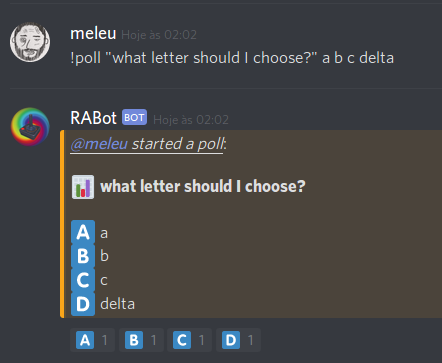 meleu Hoje às 02:02
!poll "what letter should I choose?" a b c delta
RABot BOT Hoje às 02:02
@meleu started a poll:
what letter should I choose?
A a
B b
C c
D delta
A 1 B 1 C 1 D 1